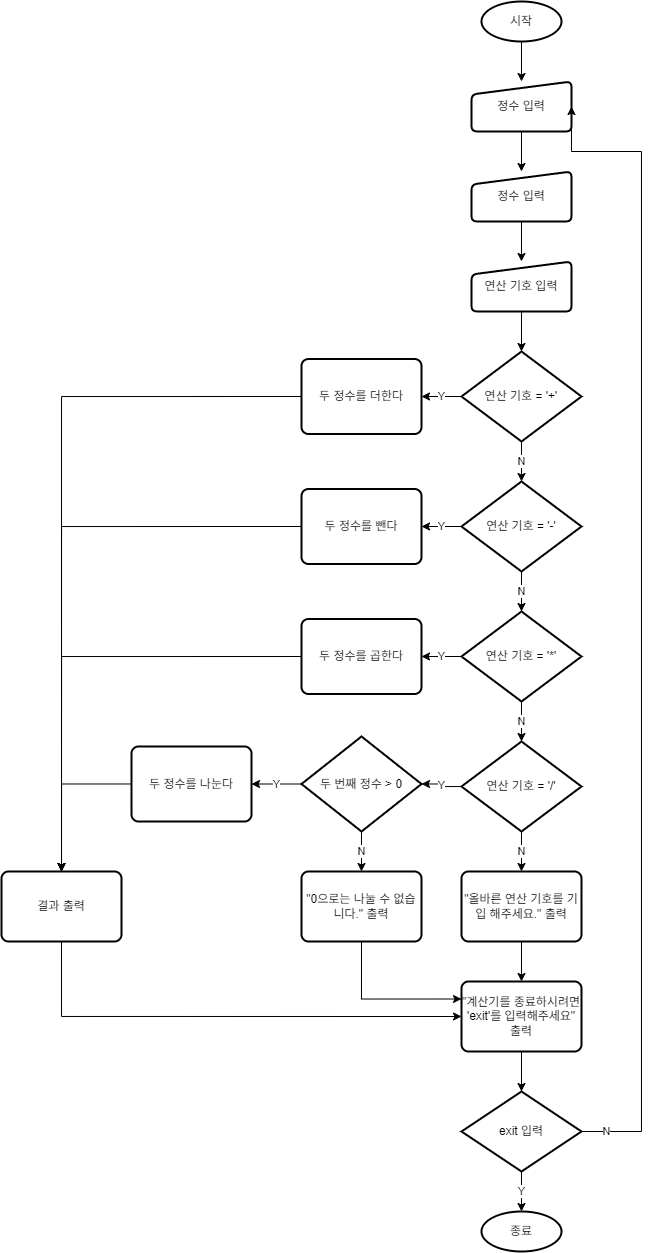 시작
정수 입력
정수 입력
연산 기호 입력
두 정수를 더한다
Y
연산 기호 = '+'
N
두 정수를 뺀다
Y
연산 기호 = '-'
N
두 정수를 곱한다
Y
연산 기호 = '*'
N
두 정수를 나눈다
Y
두 번째 정수 > 0
Y
연산 기호 = '/'
N
N
결과 출력
"0으로는 나눌 수 없습
니다." 출력
"올바른 연산 기호를 기
입 해주세요." 출력
"계산기를 종료하시려면
'exit'를 입력해주세요"
출력
exit 입력
N
Y
종료